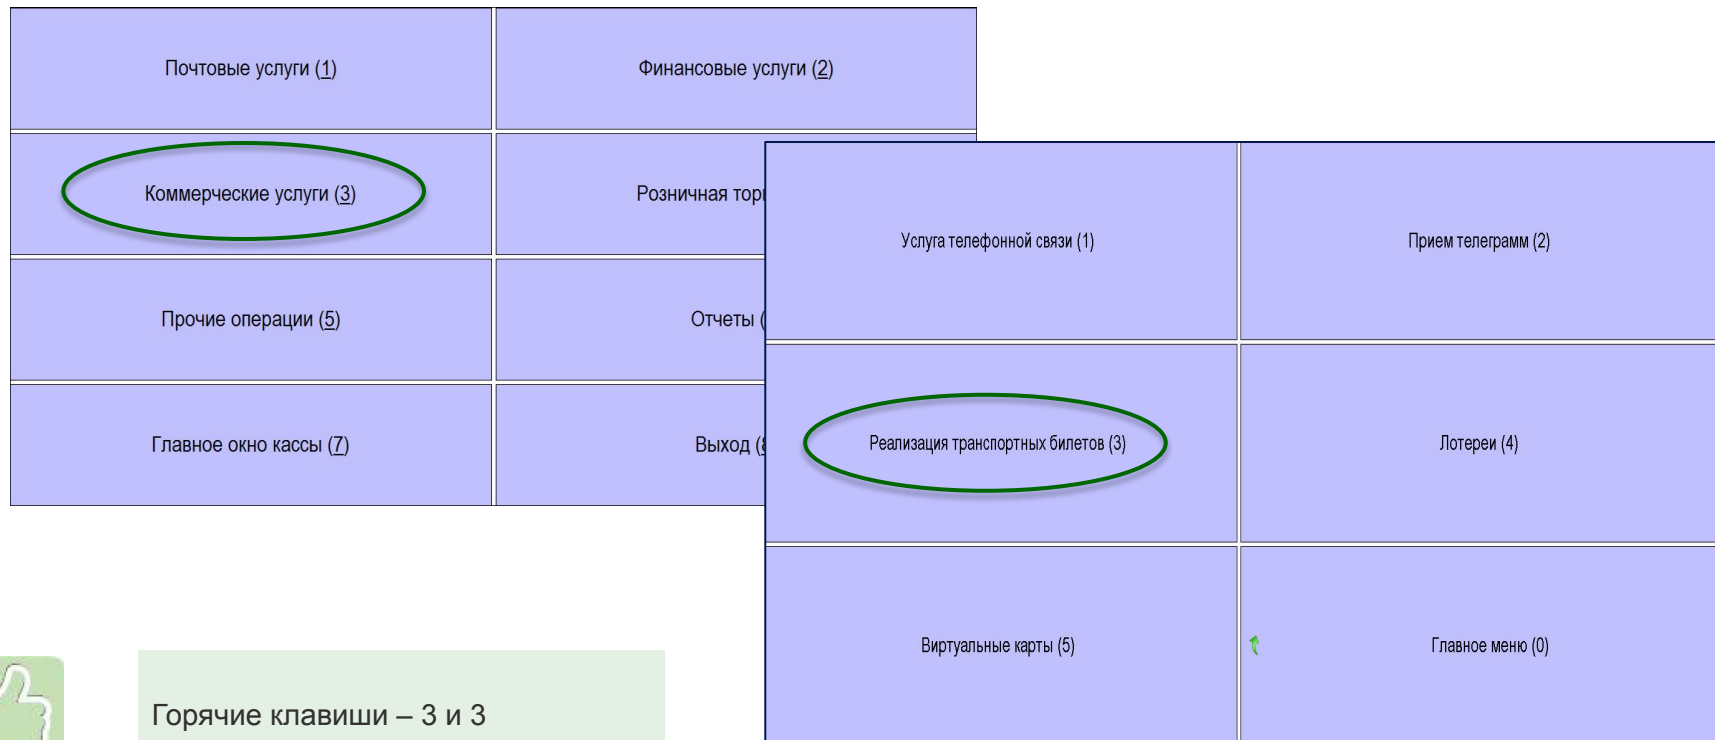 Почтовые услуги (1)
Финансовые услуги (2)
Коммерческие услуги (3)
Розничная
Прочие операции (5)
Отчеты (
Главное окно кассы (7)
Выход (
Услуга телефонной связи (1)
Прием телеграмм (2)
Реализация транспортных билетов (3)
Лотереи (4)
Виртуальные карты (5)
Главное меню (0)
Горячие клавиши – 3 и 3